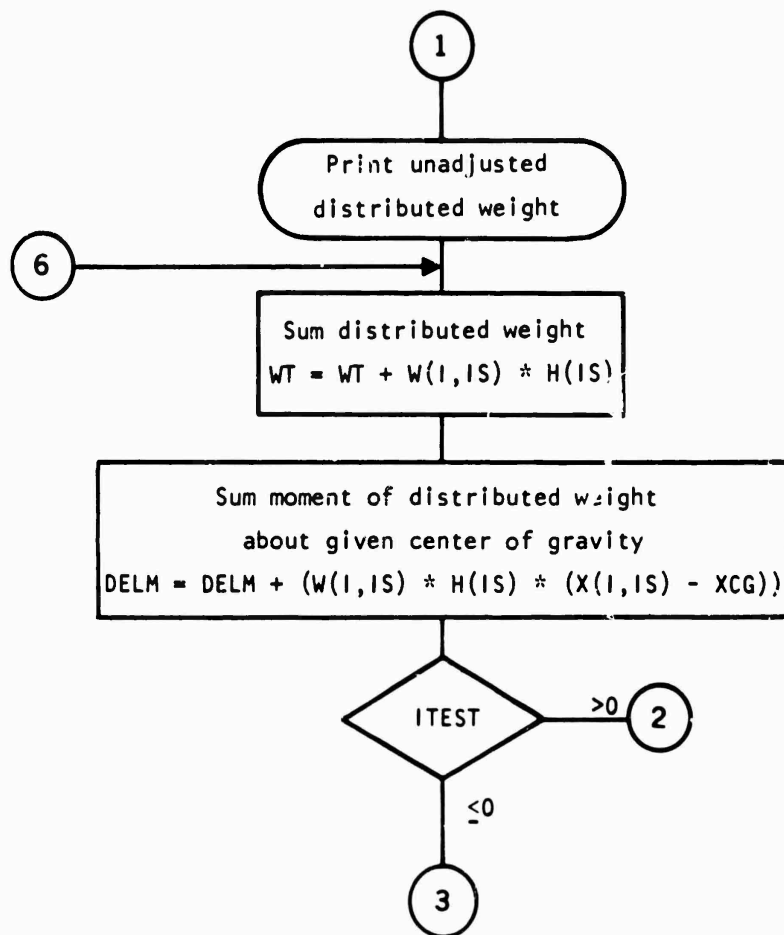 1
Print unadjusted
distributed weight
6
Sum distributed weight
WT = WT + W(I,IS) * H(IS)
Sum moment of distributed weight
about given center of gravity
DELM = DELM + (W(I,IS) * H(IS) * (X(I,IS) - XCG))
ITEST
>0
2
≤0
3